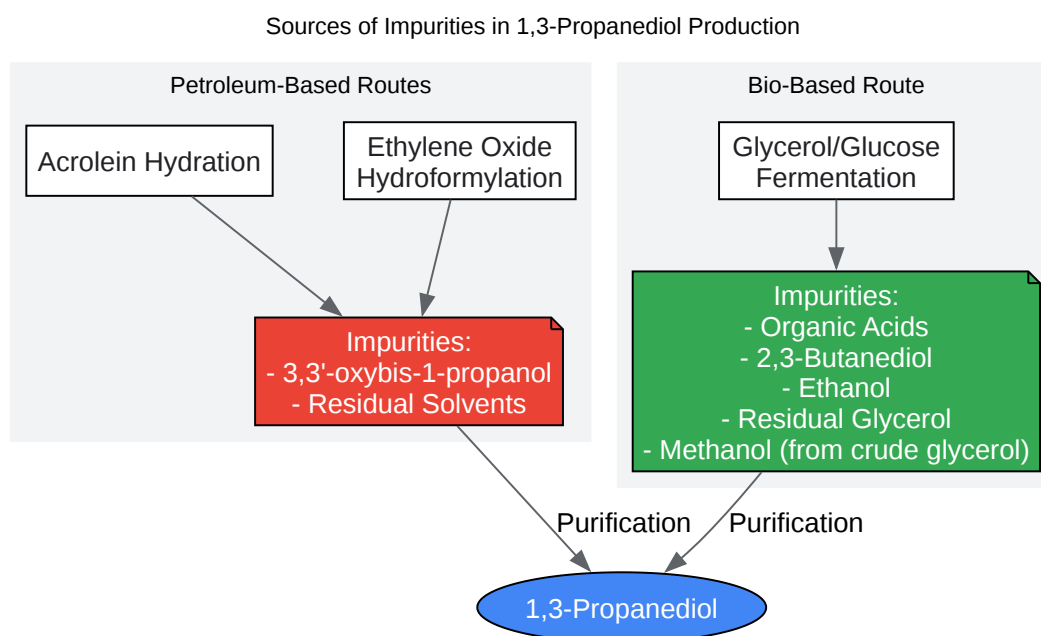 Sources of Impurities in 1,3-Propanediol Production
Petroleum-Based Routes
Acrolein Hydration
Ethylene Oxide
Hydroformylation
Impurities:
- 3,3'-oxybis-1-propanol
- Residual Solvents
Bio-Based Route
Glycerol/Glucose
Fermentation
Impurities:
- Organic Acids
- 2,3-Butanediol
- Ethanol
- Residual Glycerol
- Methanol (from crude glycerol)
Purification
Purification
1,3-Propanediol